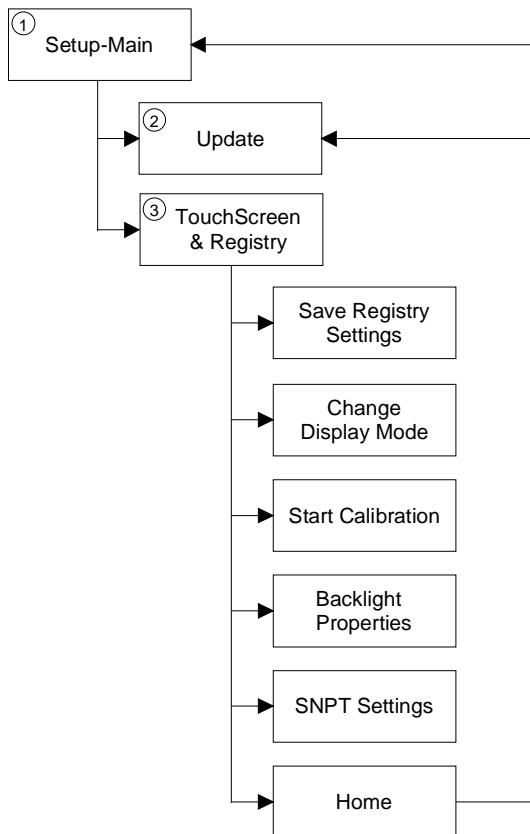 1
Setup-Main
2
Update
3
TouchScreen
& Registry
Save Registry
Settings
Change
Display Mode
Start Calibration
Backlight
Properties
SNPT Settings
Home